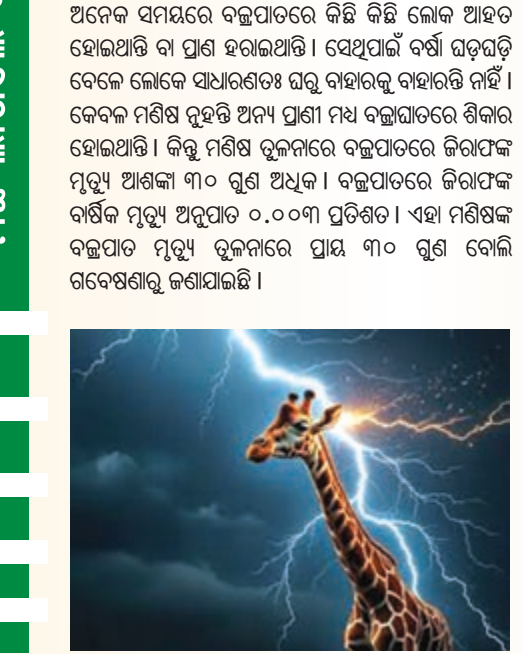 ଅନେକ ସମୟରେ ବଜ୍ରପାତରେ କିଛି କିଛି ଲୋକ ଆହତ
ହୋଇଥାନ୍ତି ବା ପ୍ରାଣ ହରାଇଥାନ୍ତି । ସେଥିପାଇଁ ବର୍ଷା ଘଡ଼ଘଡ଼ି
ବେଳେ ଲୋକେ ସାଧାରଣତଃ ଘରୁ ବାହାରକୁ ବାହାରନ୍ତି ନାହିଁ ।
କେବଳ ମଣିଷ ନୁହନ୍ତି ଅନ୍ୟ ପ୍ରାଣୀ ମଧ୍ୟ ବଜ୍ରାଘାତରେ ଶିକାର
ହୋଇଥାନ୍ତି । କିନ୍ତୁ ମଣିଷ ତୁଳନାରେ ବଜ୍ରପାତରେ ଜିରାଫଙ୍କ
ମୃତ୍ୟୁ ଆଶଙ୍କା ୩୦ ଗୁଣ ଅଧିକ । ବଜ୍ରପାତରେ ଜିରାଫଙ୍କ
ବାର୍ଷିକ ମୃତ୍ୟୁ ଅନୁପାତ ୦.୦୦୩ ପ୍ରତିଶତ । ଏହା ମଣିଷଙ୍କ
ବଜ୍ରପାତ ମୃତ୍ୟୁ ତୁଳନାରେ ପ୍ରାୟ ୩୦ ଗୁଣ ବୋଲି
ଗବେଷଣାରୁ ଜଣାଯାଇଛି ।